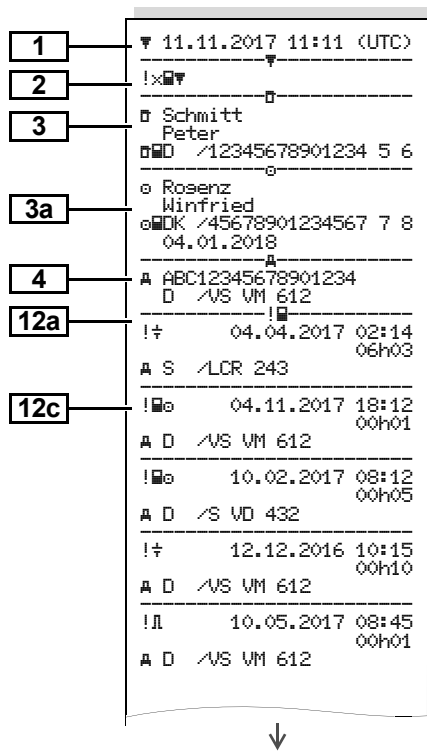 1
▼ 11.11.2017 11:11 (UTC)
2
!x▼
3
Schmitt
Peter
D /12345678901234 5 6
3a
Rogenz
Winfried
DK /45678901234567 7 8
04.01.2018
4
A ABC12345678901234
D /VS VM 612
!
12a
!÷ 04.04.2017 02:14
06h03
A S /LCR 243
12c
! 04.11.2017 18:12
00h01
A D /VS VM 612
! 10.02.2017 08:12
00h05
A D /S VD 432
!÷ 12.12.2016 10:15
00h10
A D /VS VM 612
!Π 10.05.2017 08:45
00h01
A D /VS VM 612